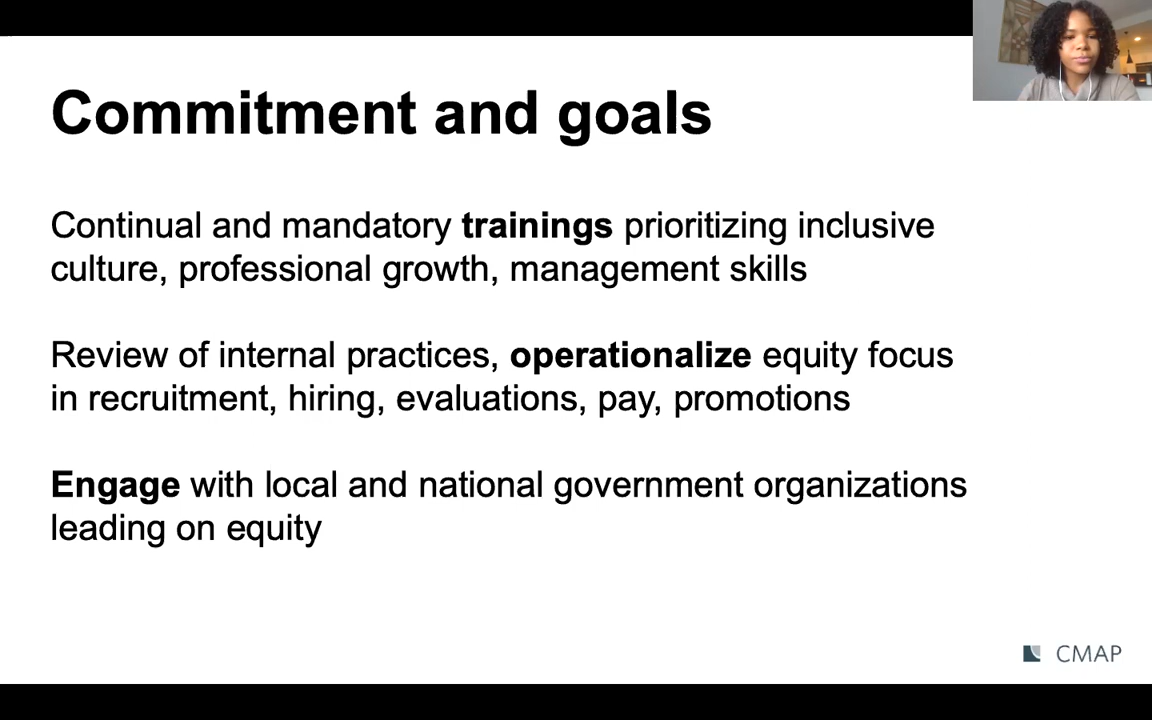 Commitment and goals
Continual and mandatory trainings prioritizing inclusive
culture, professional growth, management skills
Review of internal practices, operationalize equity focus
in recruitment, hiring, evaluations, pay, promotions
Engage with local and national government organizations
leading on equity
CMAP